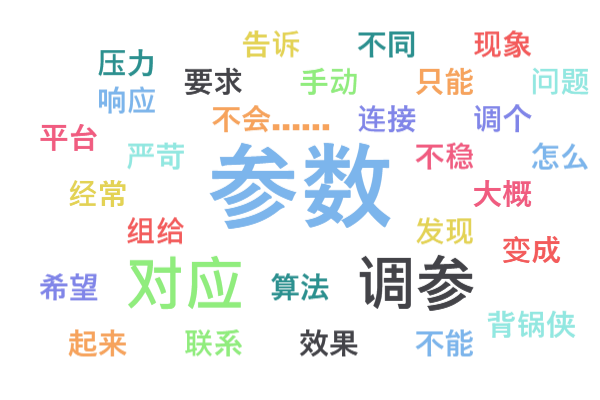 告诉 不同 现象
压力 要求 手动 只能 问题
响应 不会…… 连接 调个
平台 严苛 参数 不稳 怎么
经常 大概
组给 发现 变成
希望 对应 算法 调参
背锅侠
起来 联系 效果 不能